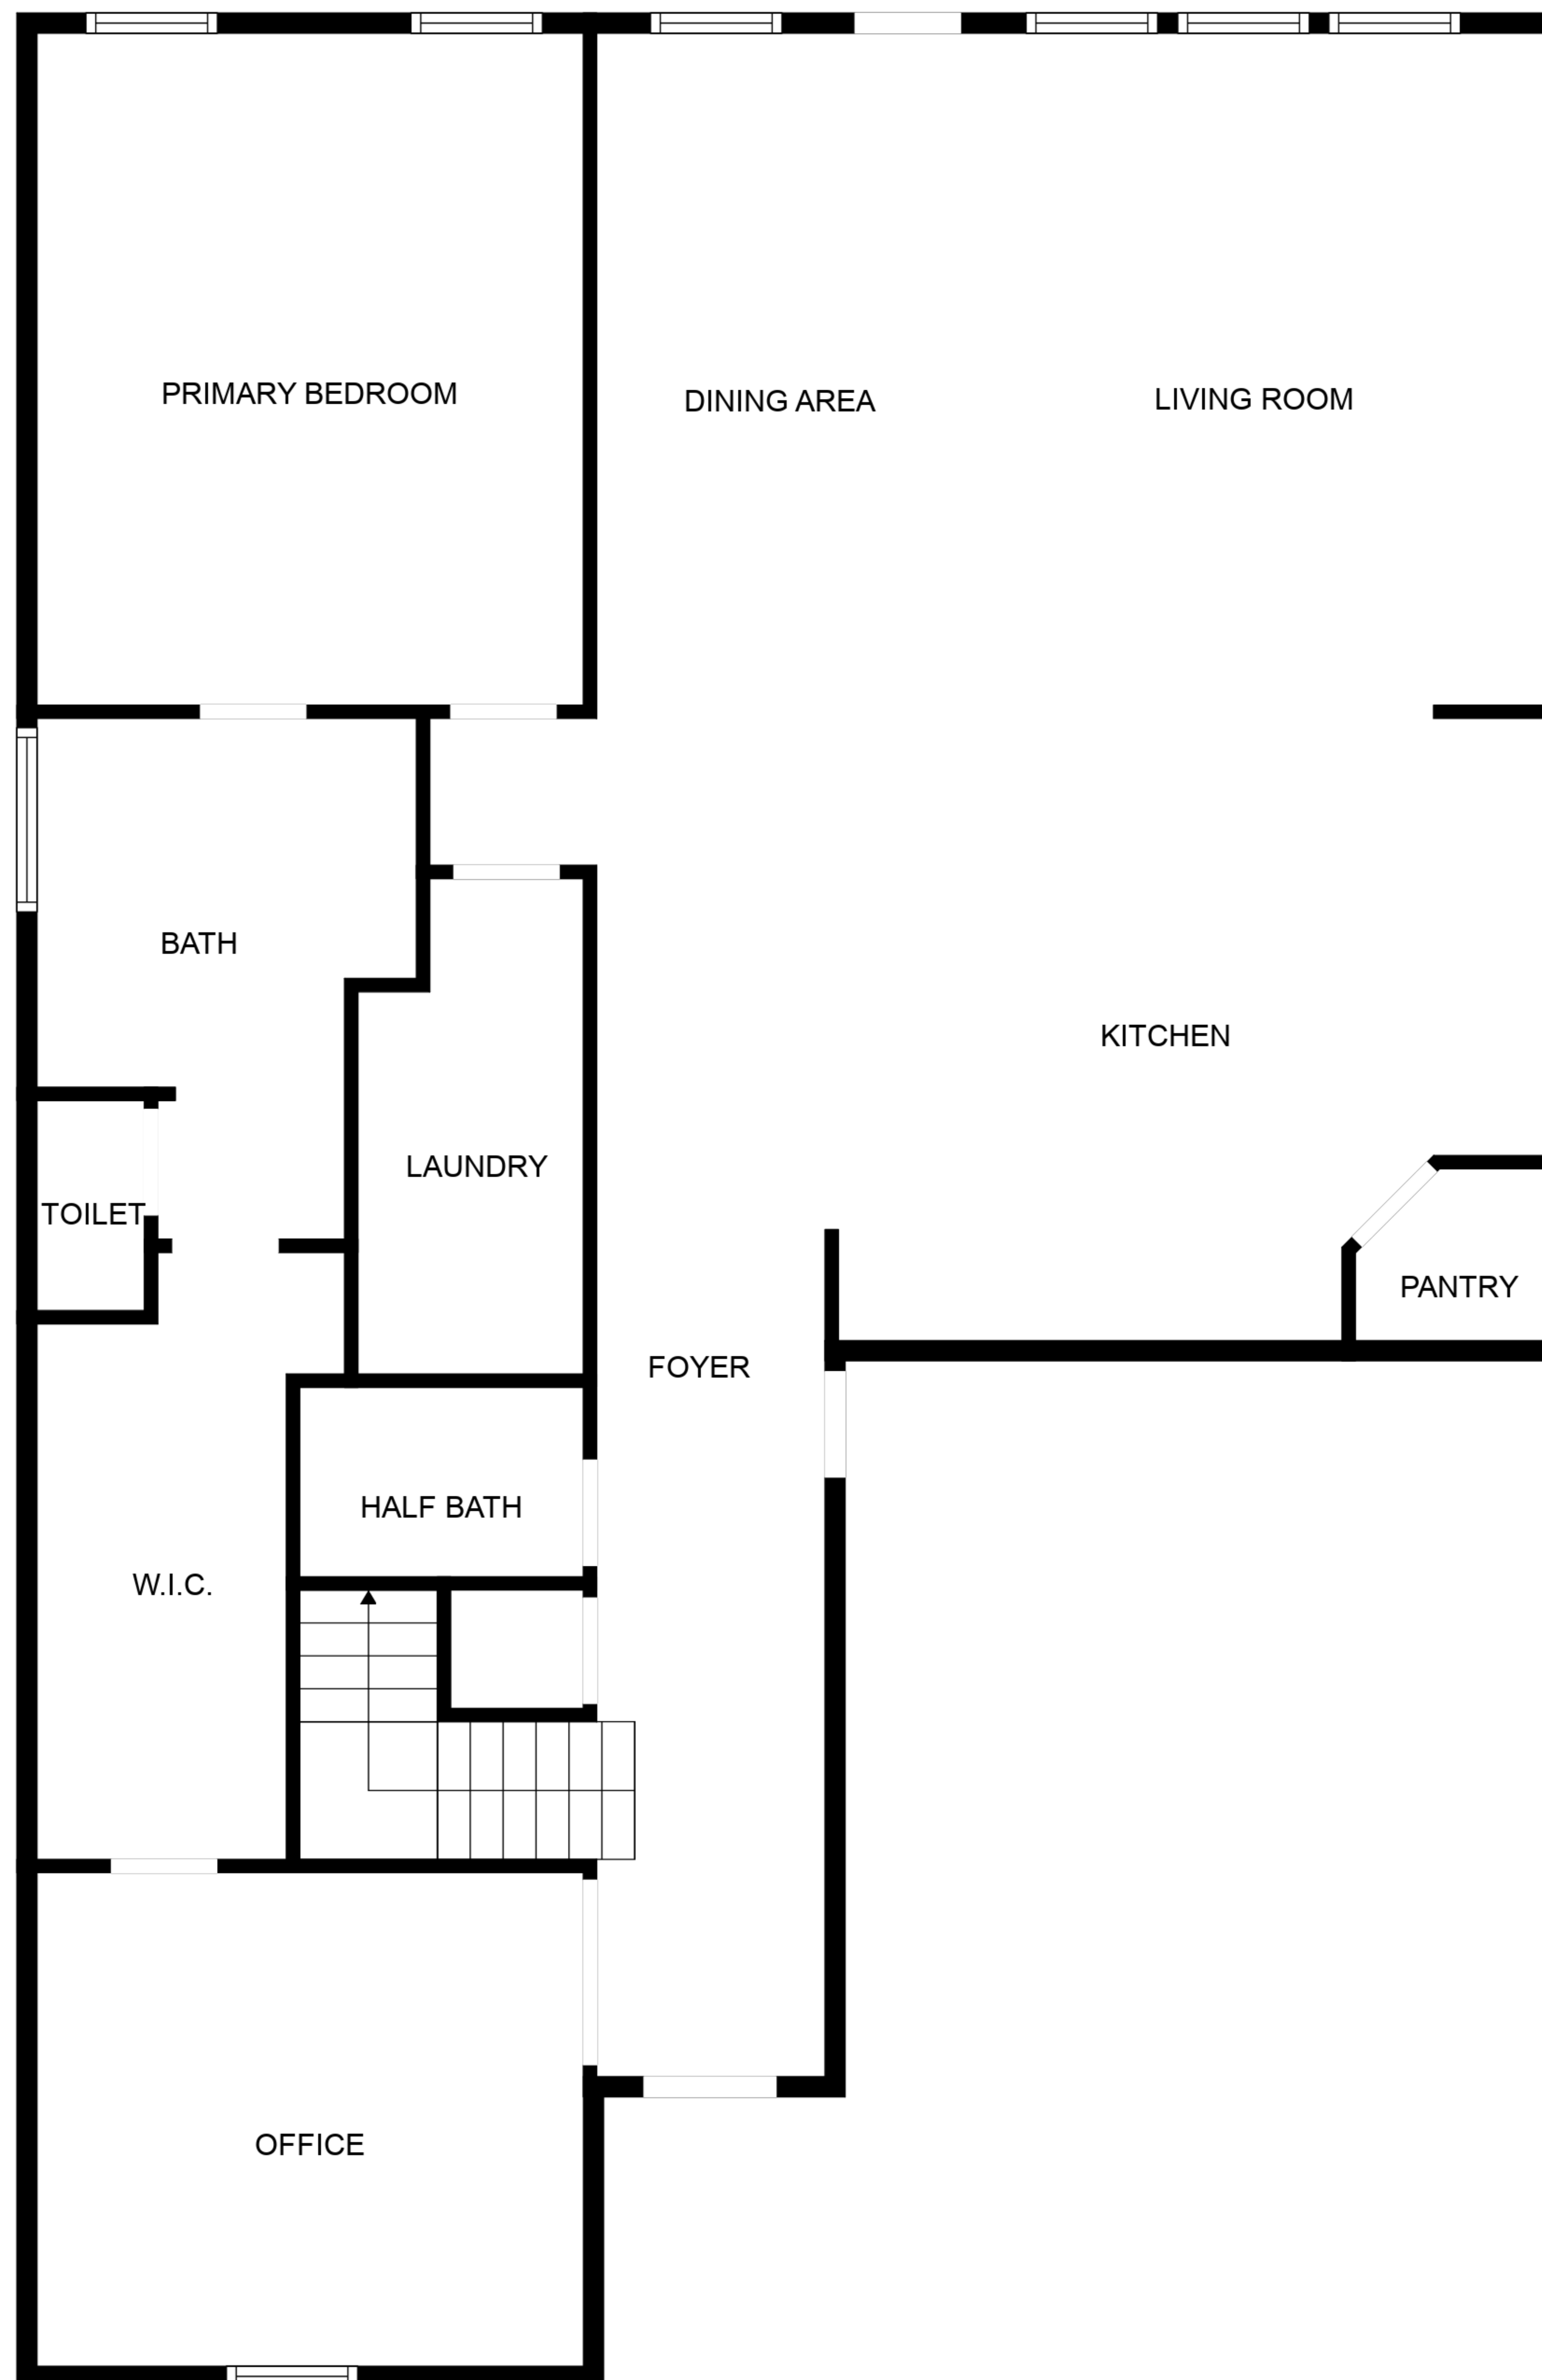 PRIMARY BEDROOM
DINING AREA
LIVING ROOM
BATH
KITCHEN
LAUNDRY
TOILET
PANTRY
FOYER
HALF BATH
W.I.C.
OFFICE